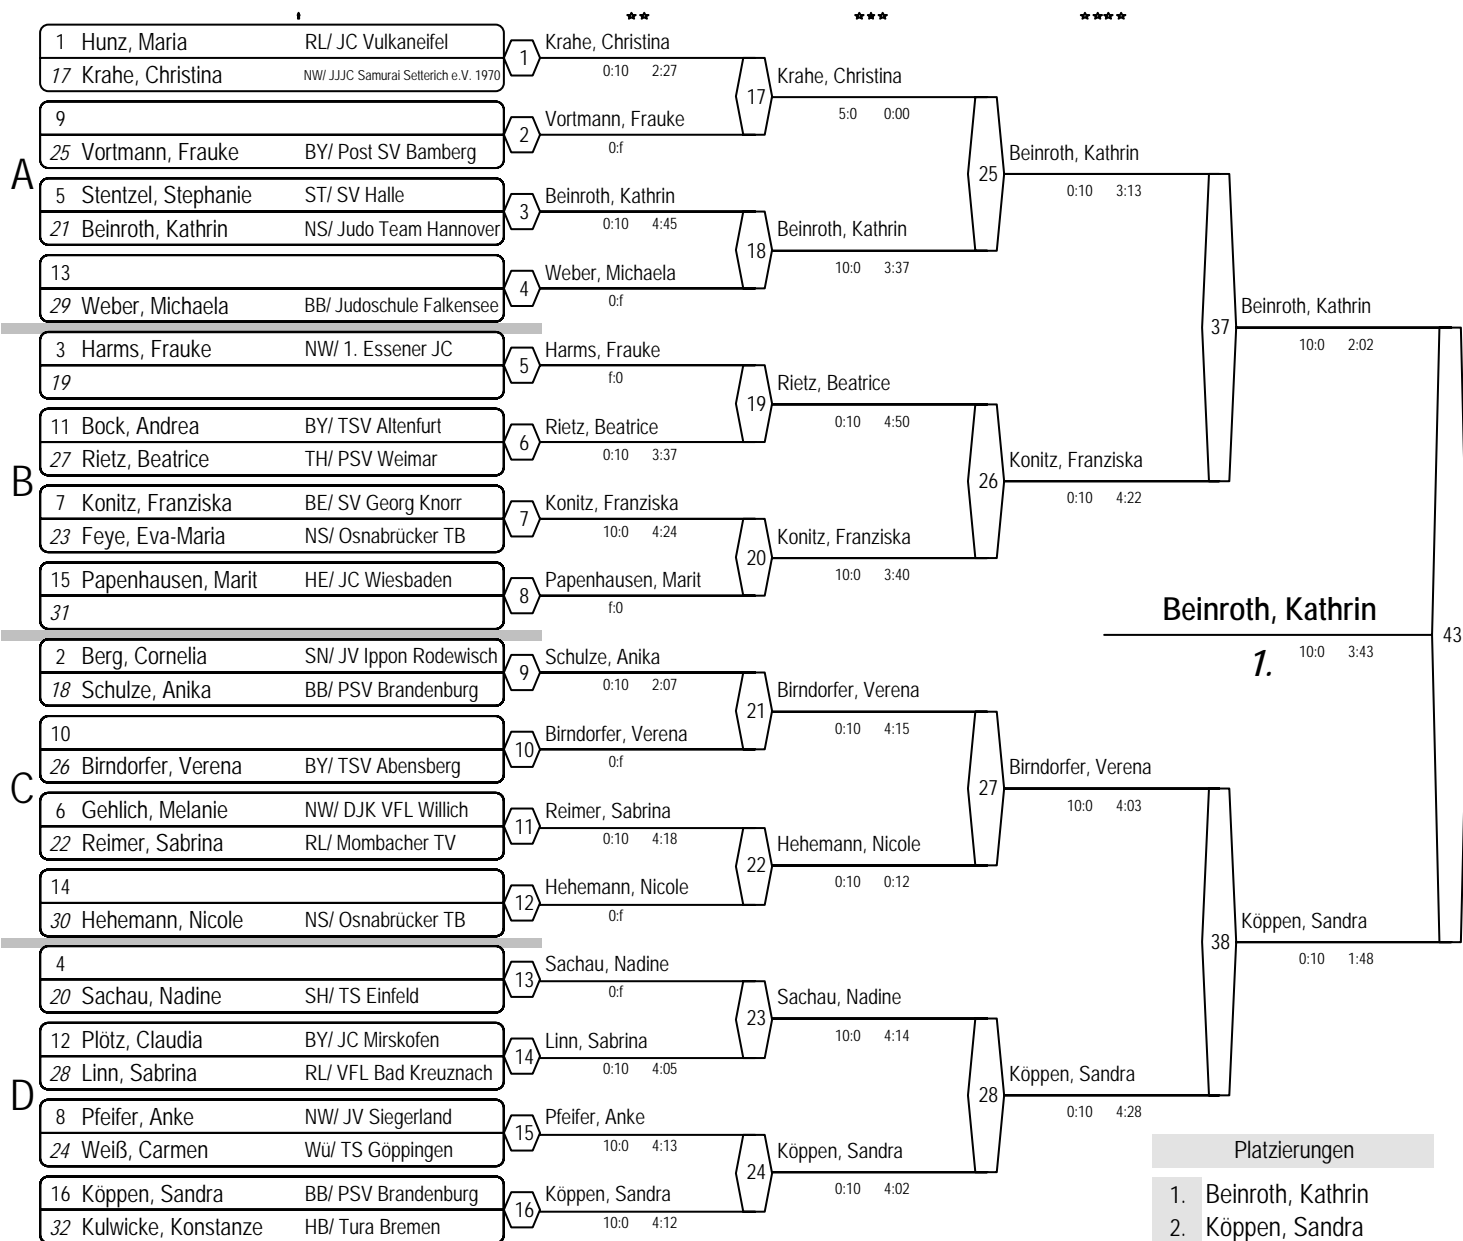 * ** *** ****
1 Hunz, Maria RL/ JC Vulkaneifel
17 Krahe, Christina NW/ JJJC Samurai Setterich e.V. 1970
1 Krahe, Christina
0:10 2:27
9
25 Vortmann, Frauke BY/ Post SV Bamberg
2 Vortmann, Frauke
0:f
17 Krahe, Christina
5:0 0:00
A
5 Stentzel, Stephanie ST/ SV Halle
21 Beinroth, Kathrin NS/ Judo Team Hannover
3 Beinroth, Kathrin
0:10 4:45
13
29 Weber, Michaela BB/ Judoschule Falkensee
4 Weber, Michaela
0:f
18 Beinroth, Kathrin
10:0 3:37
25 Beinroth, Kathrin
0:10 3:13
3 Harms, Frauke NW/ 1. Essener JC
19
5 Harms, Frauke
f:0
11 Bock, Andrea BY/ TSV Altenfurt
27 Rietz, Beatrice TH/ PSV Weimar
6 Rietz, Beatrice
0:10 3:37
19 Rietz, Beatrice
0:10 4:50
B
7 Konitz, Franziska BE/ SV Georg Knorr
23 Feye, Eva-Maria NS/ Osnabrücker TB
7 Konitz, Franziska
10:0 4:24
15 Papenhausen, Marit HE/ JC Wiesbaden
31
8 Papenhausen, Marit
f:0
20 Konitz, Franziska
10:0 3:40
26 Konitz, Franziska
0:10 4:22
37 Beinroth, Kathrin
10:0 2:02
2 Berg, Cornelia SN/ JV Ippon Rodewisch
18 Schulze, Anika BB/ PSV Brandenburg
9 Schulze, Anika
0:10 2:07
10
26 Birndorfer, Verena BY/ TSV Abensberg
10 Birndorfer, Verena
0:f
21 Birndorfer, Verena
0:10 4:15
C
6 Gehlich, Melanie NW/ DJK VFL Willich
22 Reimer, Sabrina RL/ Mombacher TV
11 Reimer, Sabrina
0:10 4:18
14
30 Hehemann, Nicole NS/ Osnabrücker TB
12 Hehemann, Nicole
0:f
22 Hehemann, Nicole
0:10 0:12
27 Birndorfer, Verena
10:0 4:03
4
20 Sachau, Nadine SH/ TS Einfeld
13 Sachau, Nadine
0:f
12 Plötz, Claudia BY/ JC Mirskofen
28 Linn, Sabrina RL/ VFL Bad Kreuznach
14 Linn, Sabrina
0:10 4:05
23 Sachau, Nadine
10:0 4:14
D
8 Pfeifer, Anke NW/ JV Siegerland
24 Weiß, Carmen Wü/ TS Göppingen
15 Pfeifer, Anke
10:0 4:13
16 Köppen, Sandra BB/ PSV Brandenburg
32 Kulwicke, Konstanze HB/ Tura Bremen
16 Köppen, Sandra
10:0 4:12
24 Köppen, Sandra
0:10 4:02
28 Köppen, Sandra
0:10 4:28
38 Köppen, Sandra
0:10 1:48
Beinroth, Kathrin
43
1. 10:0 3:43
Platzierungen
1. Beinroth, Kathrin
2. Köppen, Sandra